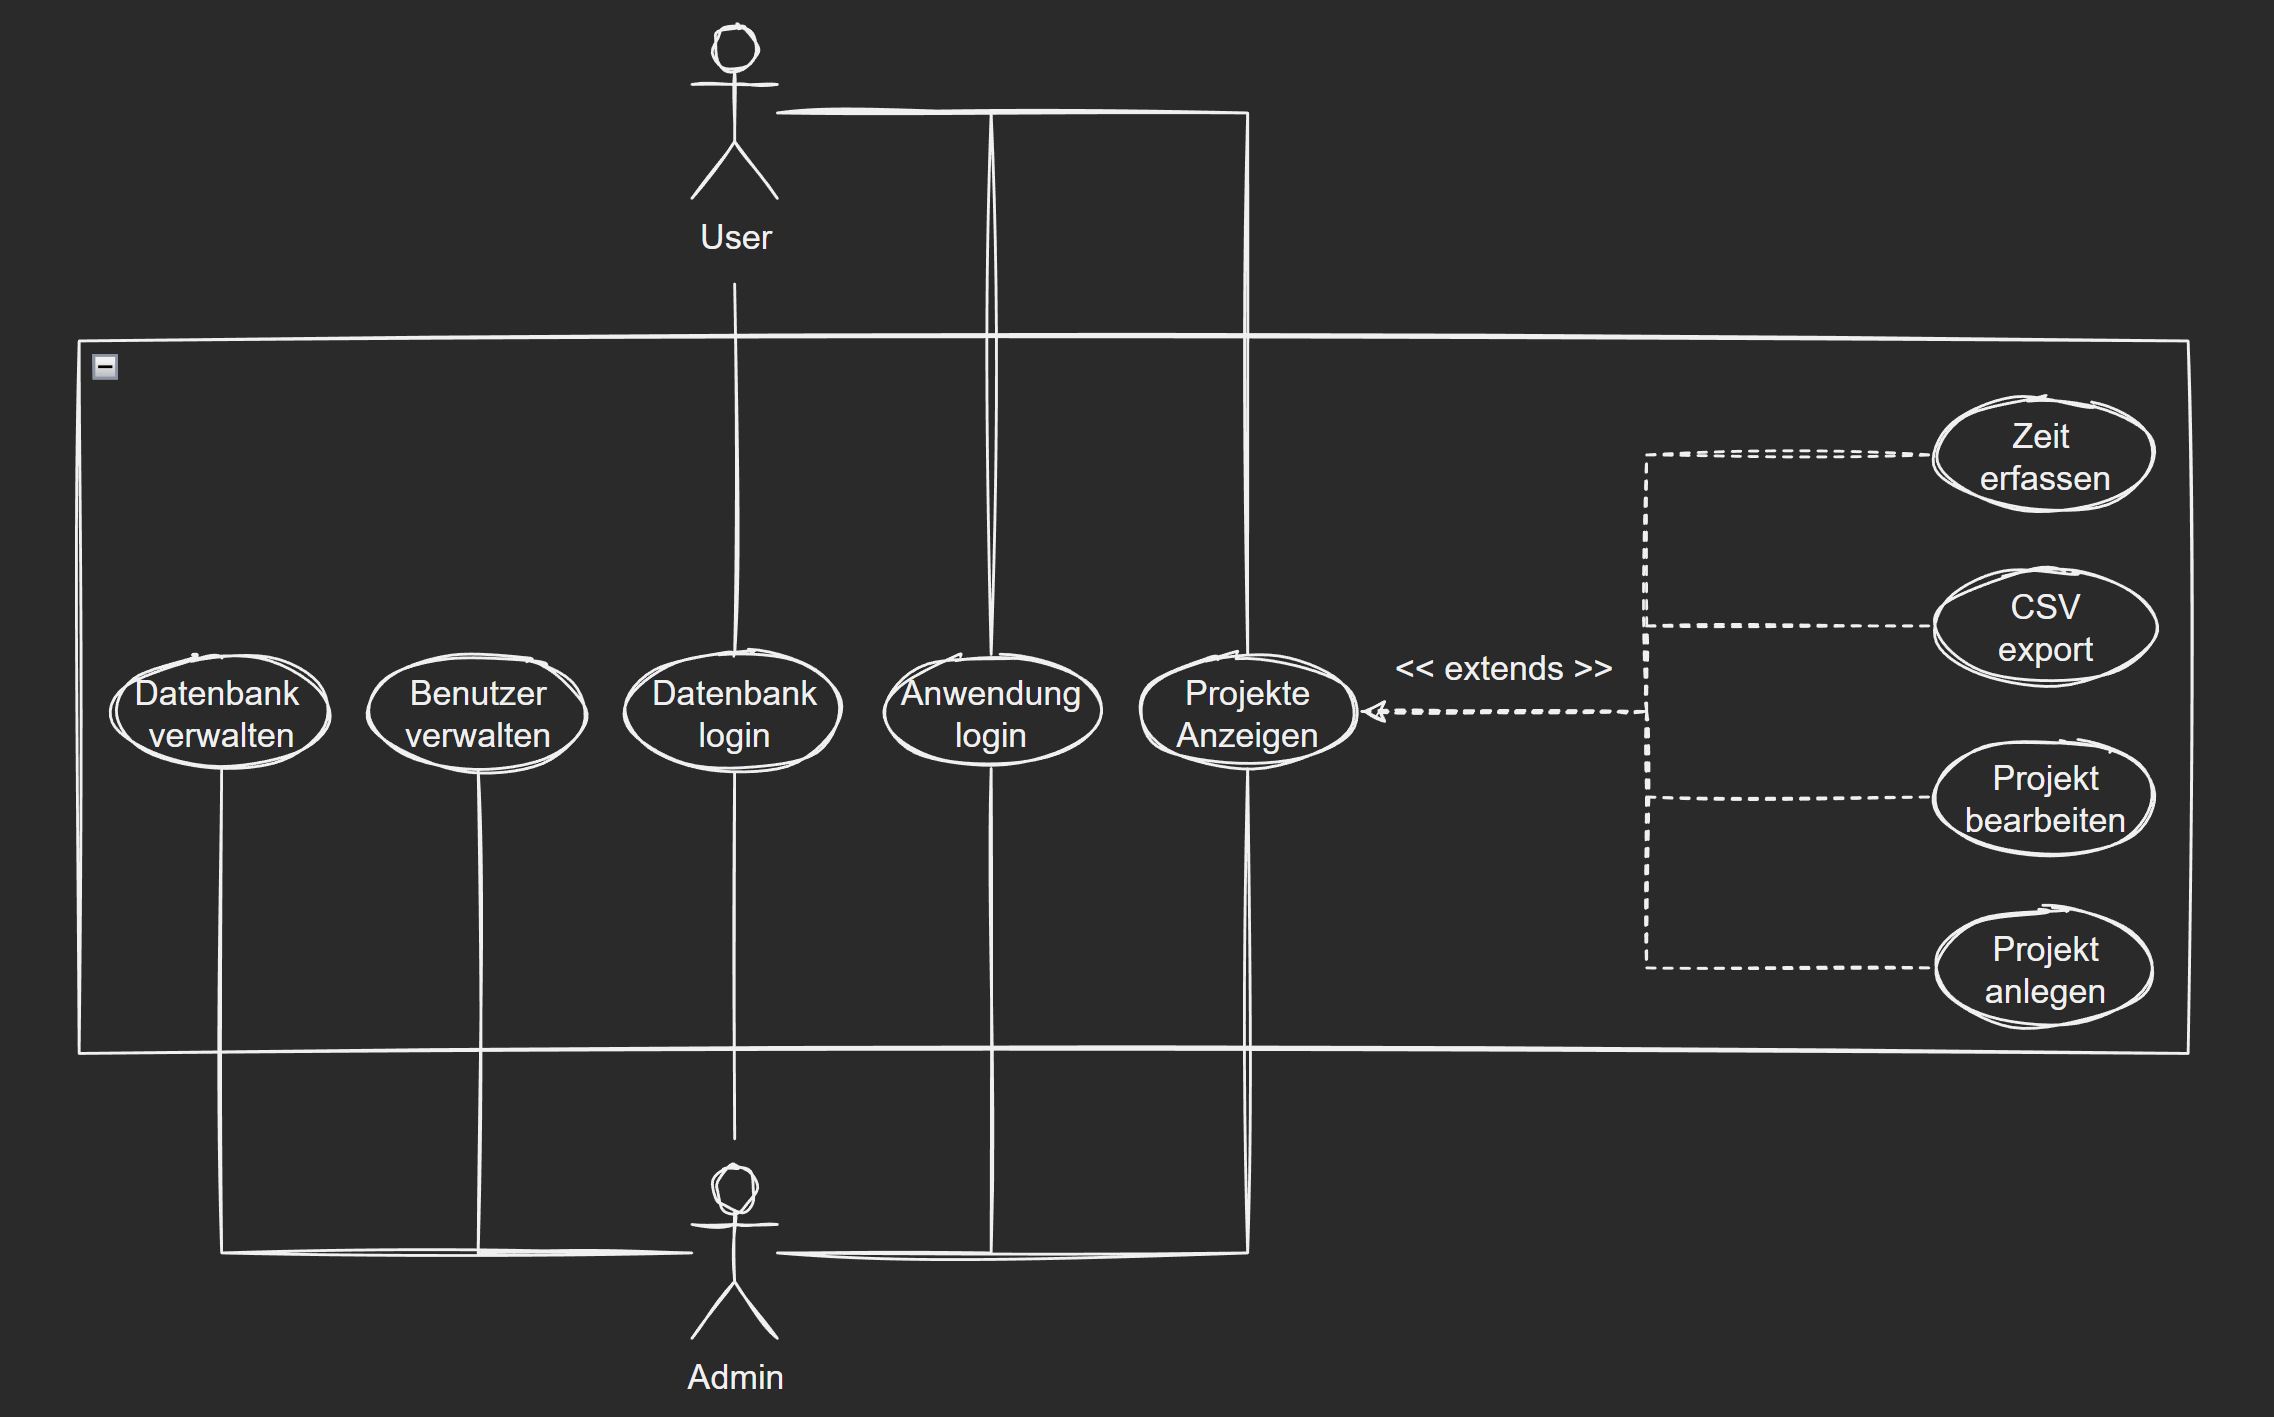 User
Zeit
erfassen
CSV
export
<< extends >>
Datenbank
verwalten
Benutzer
verwalten
Datenbank
login
Anwendung
login
Projekte
Anzeigen
Projekt
bearbeiten
Projekt
anlegen
Admin